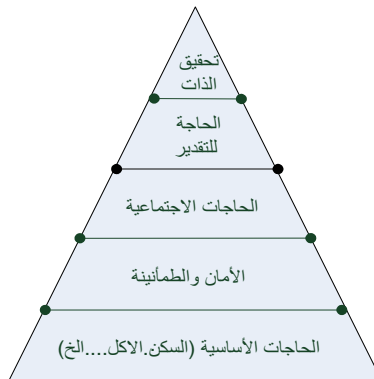 تحقيق
الذات
الحاجة
للتقدير
الحاجات الاجتماعية
الأمان والطمأنينة
الحاجات الأساسية (السكن.الاكل....الخ)